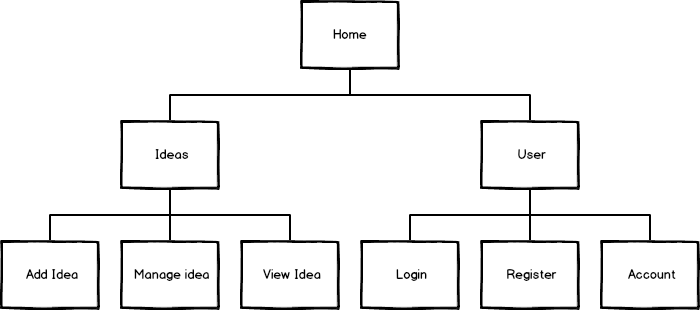 Home
Ideas
User
Add Idea
Manage idea
View Idea
Login
Register
Account